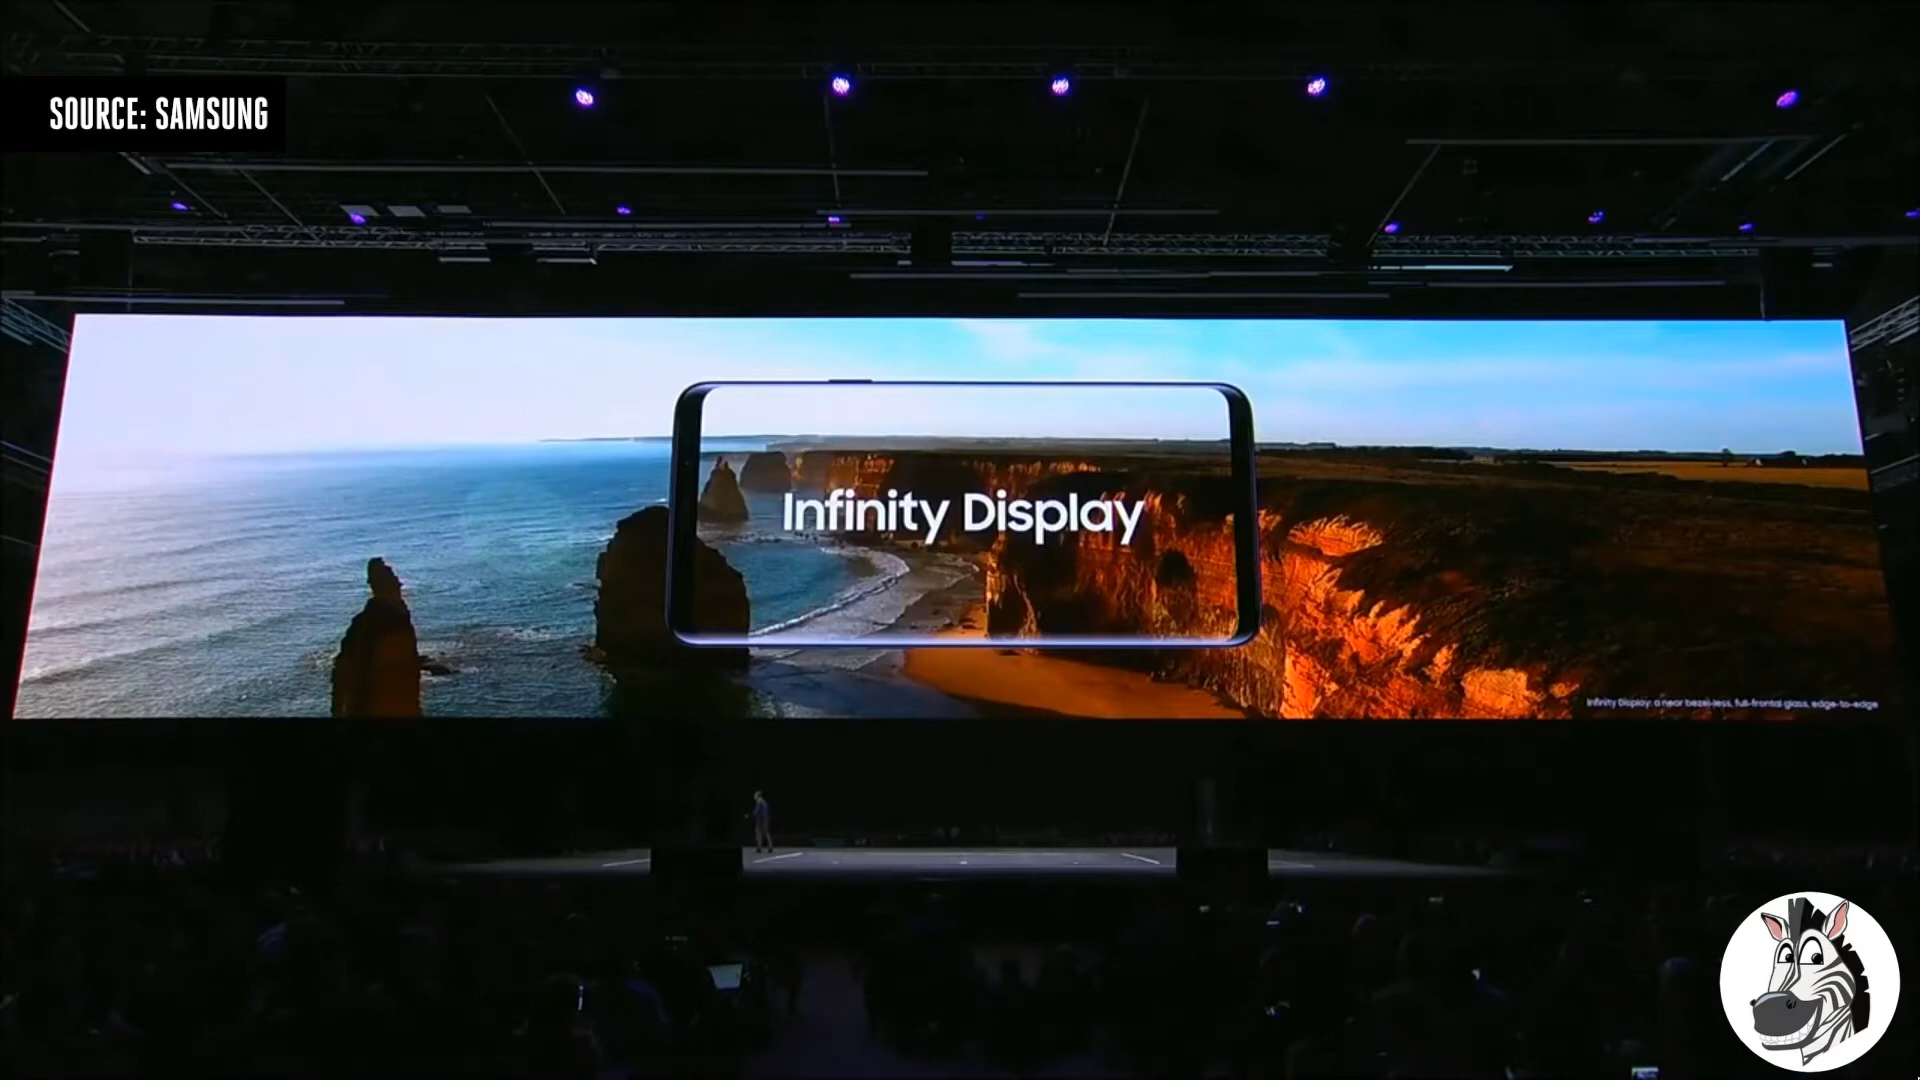 SOURCE: SAMSUNG
Infinity Display
Infinity Display: a near bezel-less, full-frontal glass, edge-to-edge